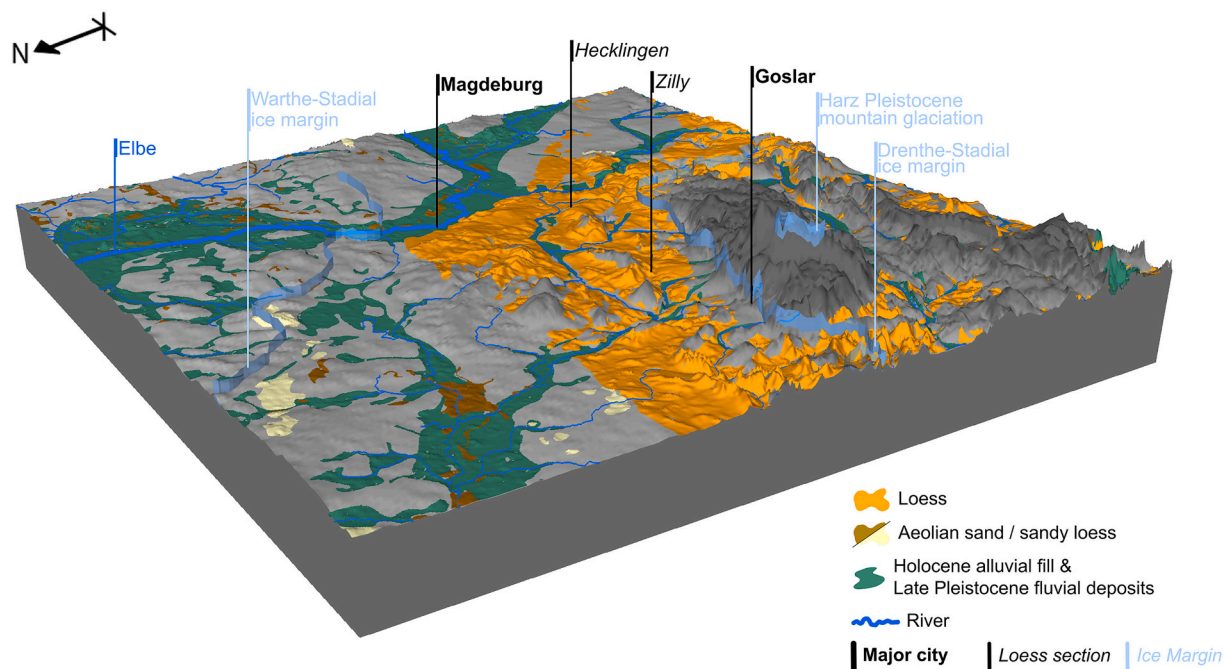 N
Hecklingen
Magdeburg
Zilly
Goslar
Warthe-Stadial
ice margin
Harz Pleistocene
mountain glaciation
Elbe
Drenthe-Stadial
ice margin
Loess
Aeolian sand / sandy loess
Holocene alluvial fill &
Late Pleistocene fluvial deposits
River
Major city
Loess section
Ice Margin